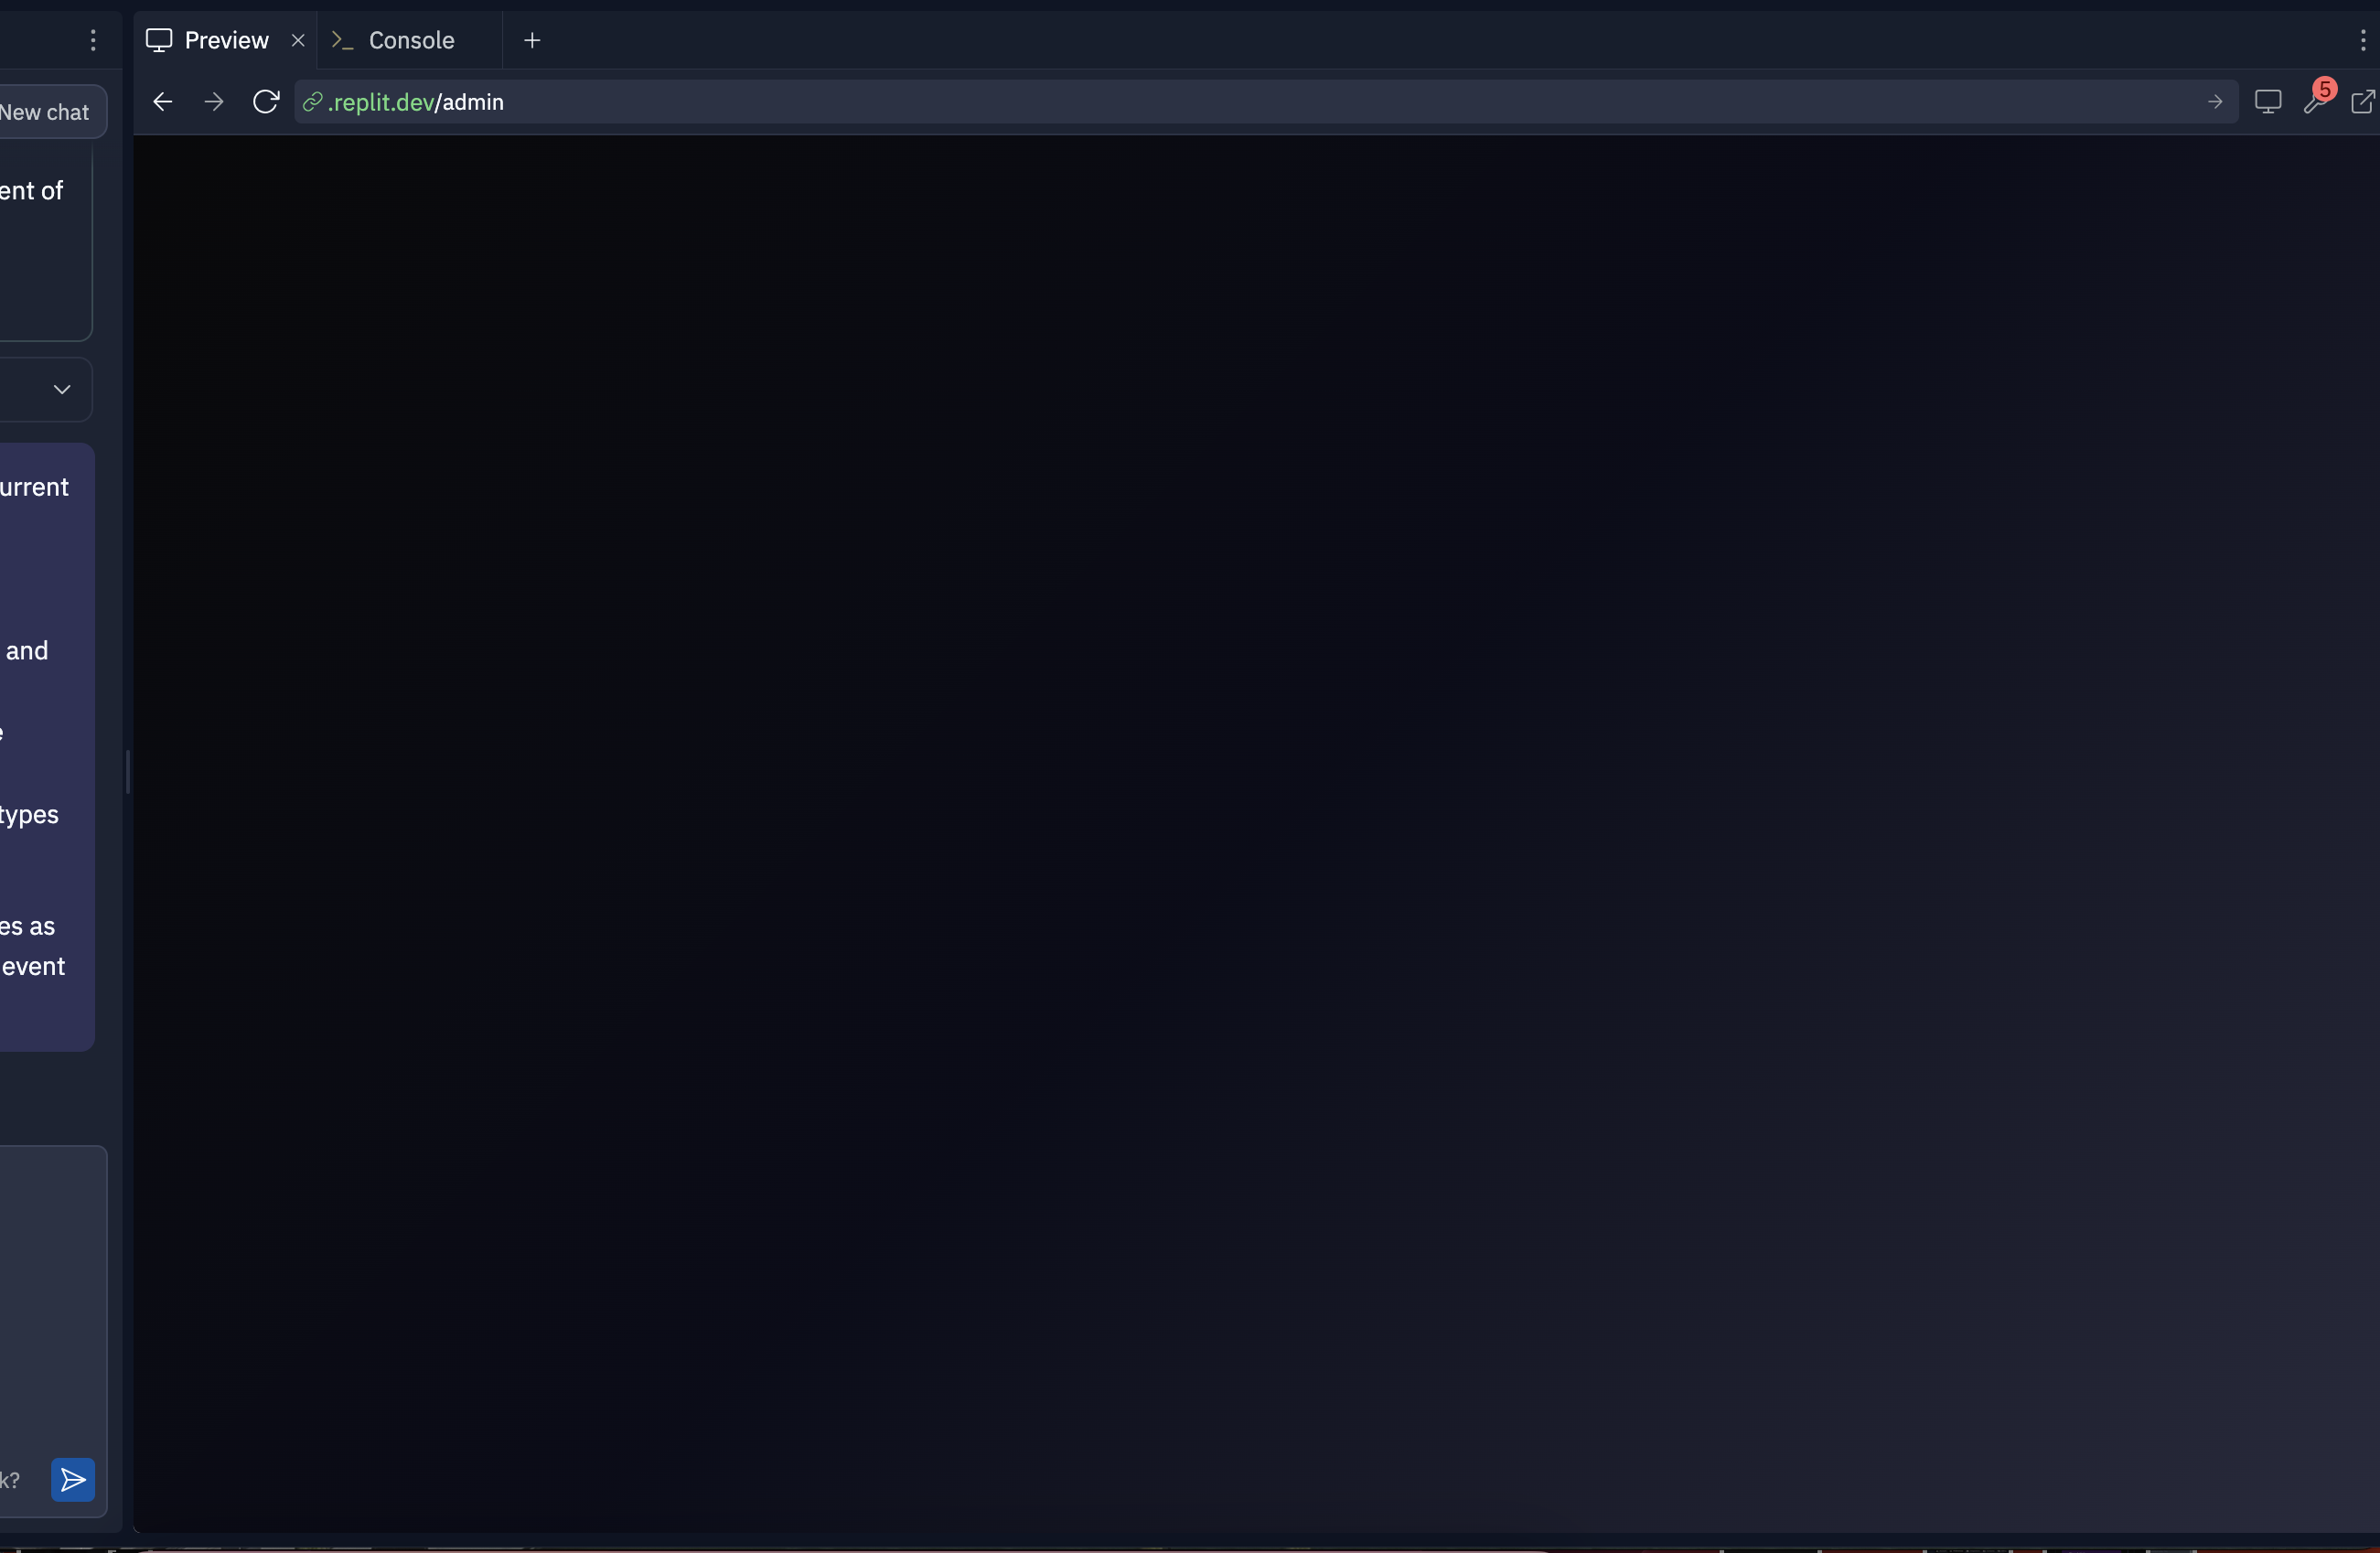 Preview
Console
.replit.dev/admin
5
New chat
ent of
urrent
and
e
types
es as
event
k?